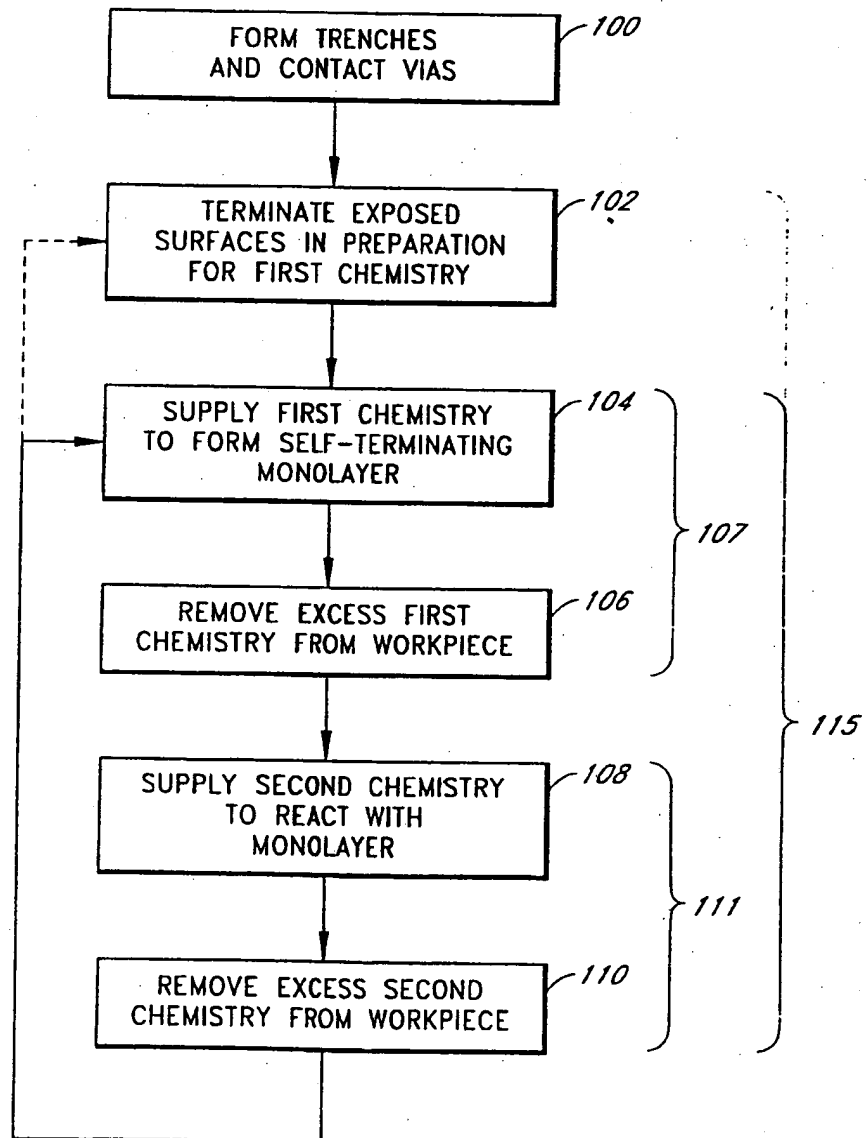 FORM TRENCHES
AND CONTACT VIAS
100
TERMINATE EXPOSED
SURFACES IN PREPARATION
FOR FIRST CHEMISTRY
102
SUPPLY FIRST CHEMISTRY
TO FORM SELF-TERMINATING
MONOLAYER
104
107
REMOVE EXCESS FIRST
CHEMISTRY FROM WORKPIECE
106
115
SUPPLY SECOND CHEMISTRY
TO REACT WITH
MONOLAYER
108
111
REMOVE EXCESS SECOND
CHEMISTRY FROM WORKPIECE
110